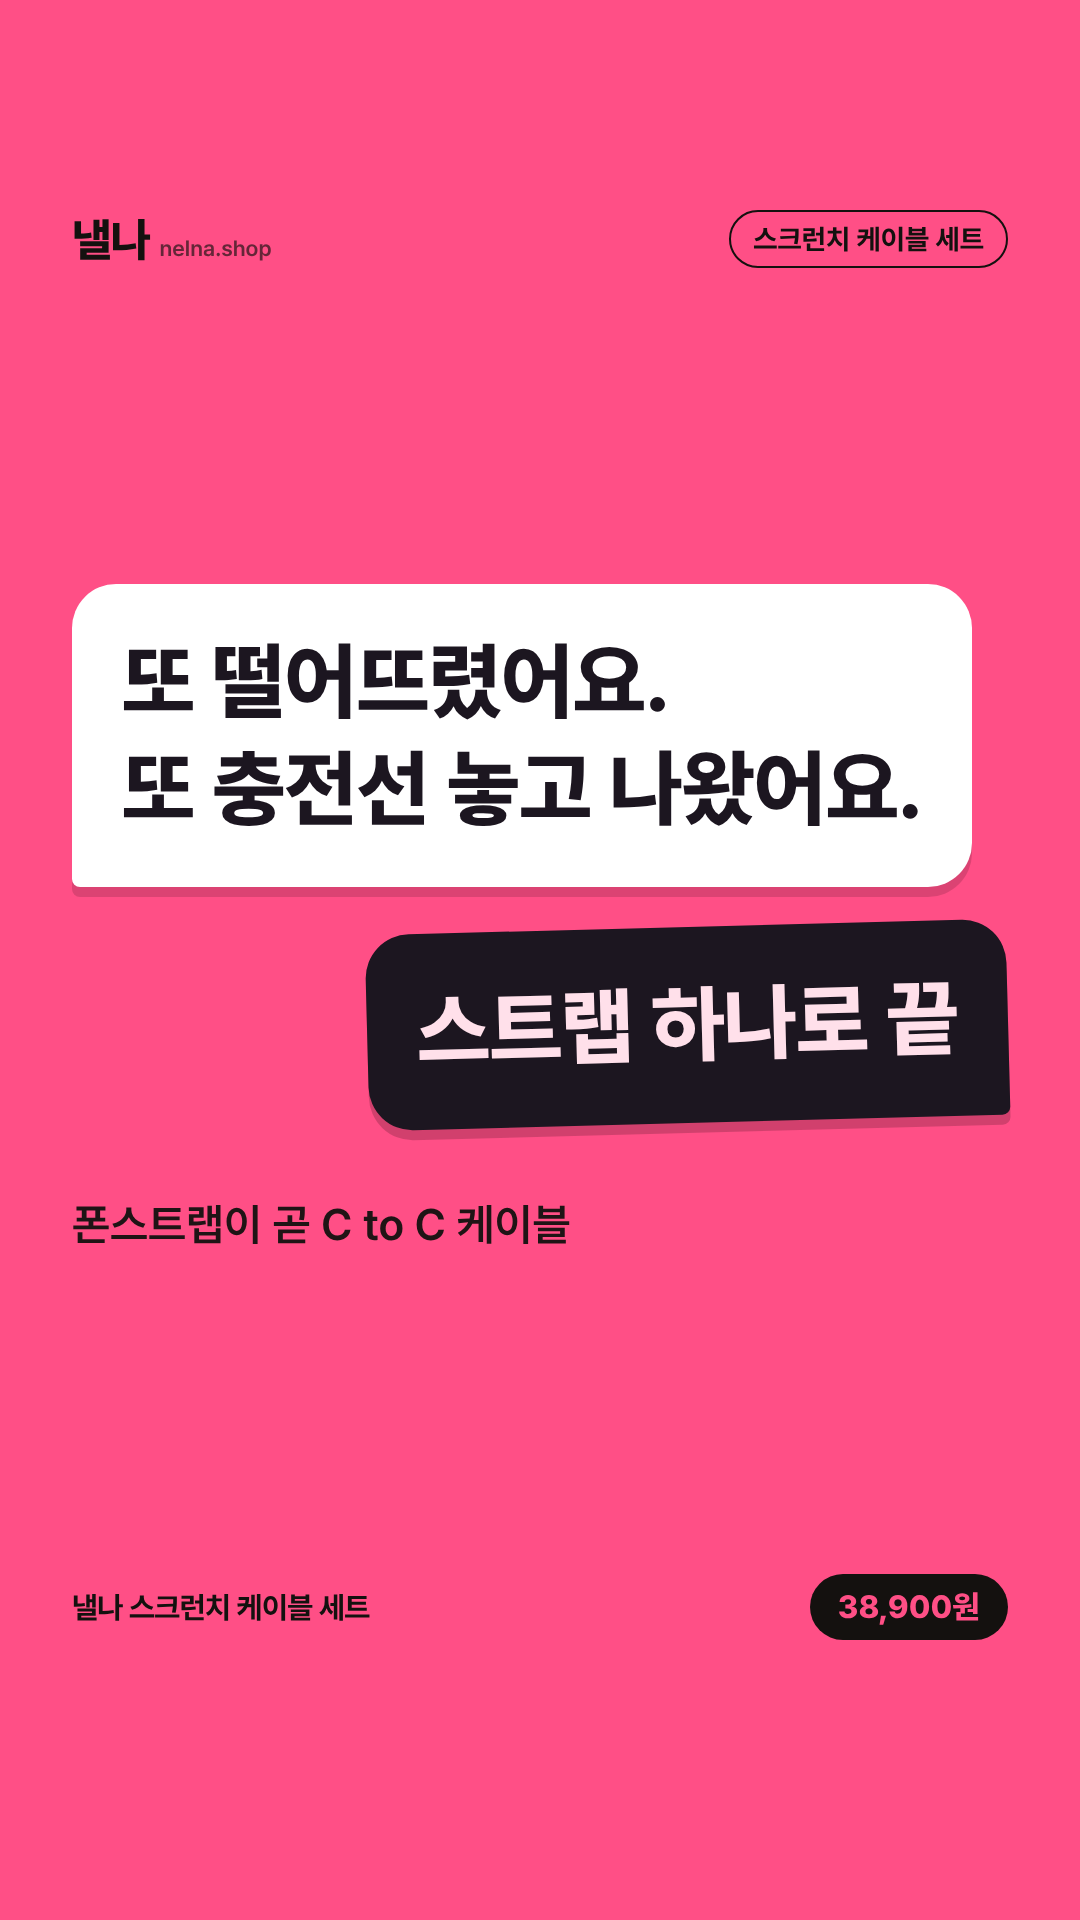 냘나 nelna.shop
스크런치 케이블 세트
또 떨어뜨렸어요.
또 충전선 놓고 나왔어요.
스트랩 하나로 끝
폰스트랩이 곧 C to C 케이블
냘나 스크런치 케이블 세트
38,900원